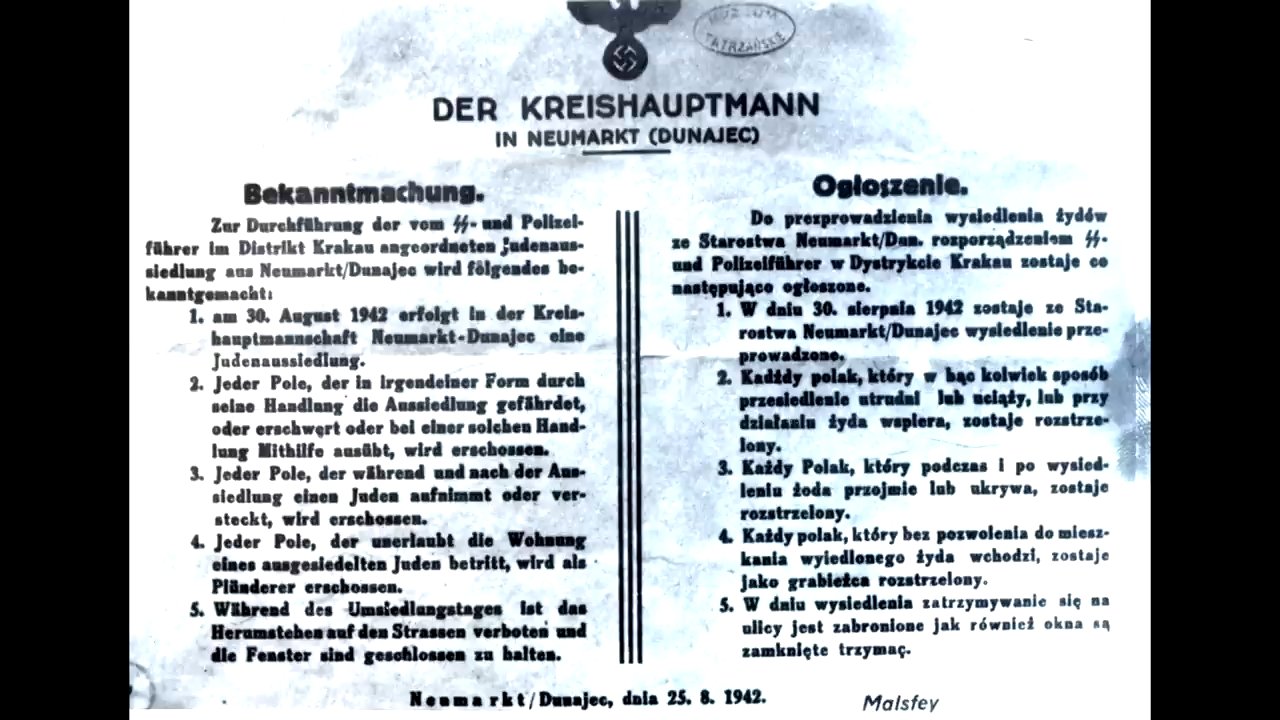 MUZEUM
TATRZAŃSKIE
DER KREISHAUPTMANN
IN NEUMARKT (DUNAJEC)
Bekanntmachung.
Zur Durchführung der vom SS- und Polizei-
führer im Distrikt Krakau angeordneten Judenaus-
siedlung aus Neumarkt/Dunajec wird folgendes be-
kanntgemacht:
1. am 30. August 1942 erfolgt in der Kreis-
hauptmannschaft Neumarkt-Dunajec eine
Judenaussiedlung.
2. Jeder Pole, der in irgendeiner Form durch
seine Handlung die Aussiedlung gefährdet,
oder erschwert oder bei einer solchen Hand-
lung Mithilfe ausübt, wird erschossen.
3. Jeder Pole, der während und nach der Aus-
siedlung einen Juden aufnimmt oder ver-
steckt, wird erschossen.
4. Jeder Pole, der unerlaubt die Wohnung
eines ausgesiedelten Juden betritt, wird als
Plünderer erschossen.
5. Während des Umsiedlungstages ist das
Herumstehen auf den Strassen verboten und
die Fenster sind geschlossen zu halten.
Ogłoszenie.
Do przeprowadzienia wysiedlenia żydów
ze Starostwa Neumarkt/Dun. rozporządzeniem SS-
und Polizeiführer w Dystrykcie Krakau zostaje co
następująco ogłoszone.
1. W dniu 30. sierpnia 1942 zostaje ze Sta-
rostwa Neumarkt/Dunajec wysiedlenie prze-
prowadzone.
2. Kadżdy polak, który w bąc kolwiek sposób
przesiedlenie utrudni lub uciąży, lub przy
działaniu żyda wspiera, zostaje rozstrze-
lony.
3. Każdy Polak, który podczas i po wysied-
leniu żoda przojmie lub ukrywa, zostaje
rozstrzelony.
4. Każdy polak, który bez pozwolenia do miesz-
kania wyiedlonego żyda wchodzi, zostaje
jako grabieżca rozstrzelony.
5. W dniu wysiedlenia zatrzymywanie się na
ulicy jest zabronione jak również okna są
zamknięte trzymaç.
Neumarkt/Dunajec, dnia 25. 8. 1942.
Malsfey